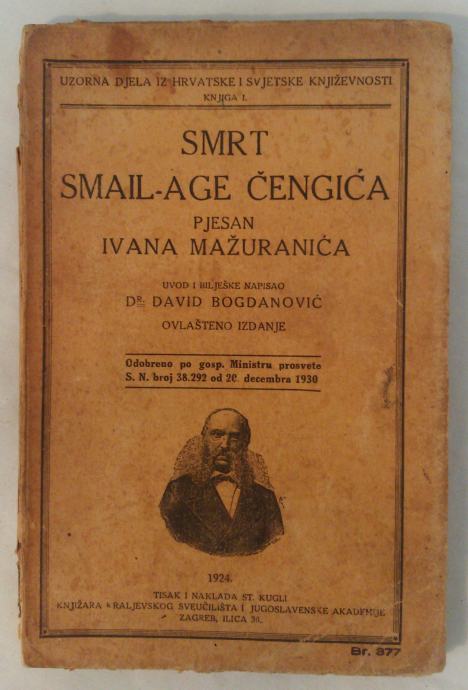 UZORNA DJELA IZ HRVATSKE I SVJETSKE KNJIŽEVNOSTI
KNJIGA I.
SMRT
SMAIL-AGE ČENGIĆA
PJESAN
IVANA MAŽURANIĆA
UVOD I BILJEŠKE NAPISAO
DR. DAVID BOGDANOVIĆ
OVLAŠTENO IZDANJE
Odobreno po gosp. Ministru prosvete
S. N. broj 38.292 od 20. decembra 1930
1924.
TISAK I NAKLADA ST. KUGLI
KNJIŽARA KRALJEVSKOG SVEUČILIŠTA I JUGOSLAVENSKE AKADEMIJE
ZAGREB, ILICA 30.
Br. 377